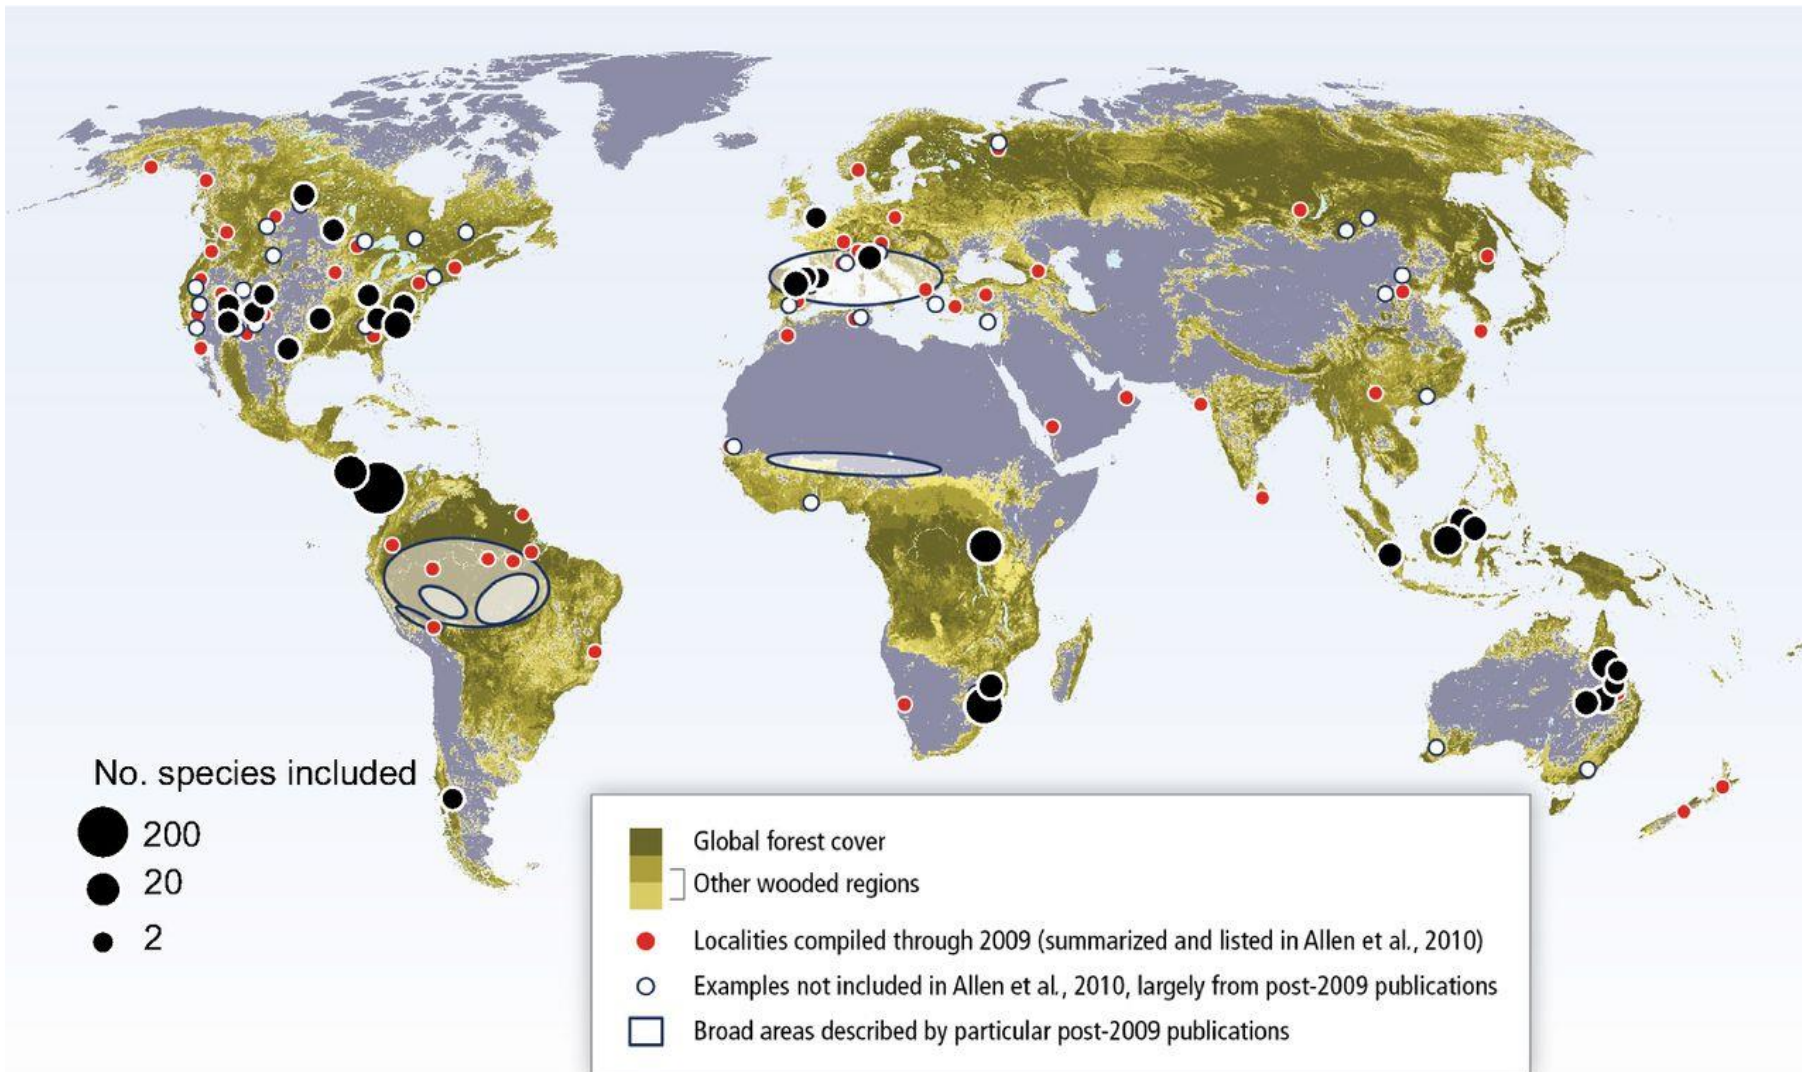 No. species included
200
20
2
Global forest cover
Other wooded regions
Localities compiled through 2009 (summarized and listed in Allen et al., 2010)
Examples not included in Allen et al., 2010, largely from post-2009 publications
Broad areas described by particular post-2009 publications